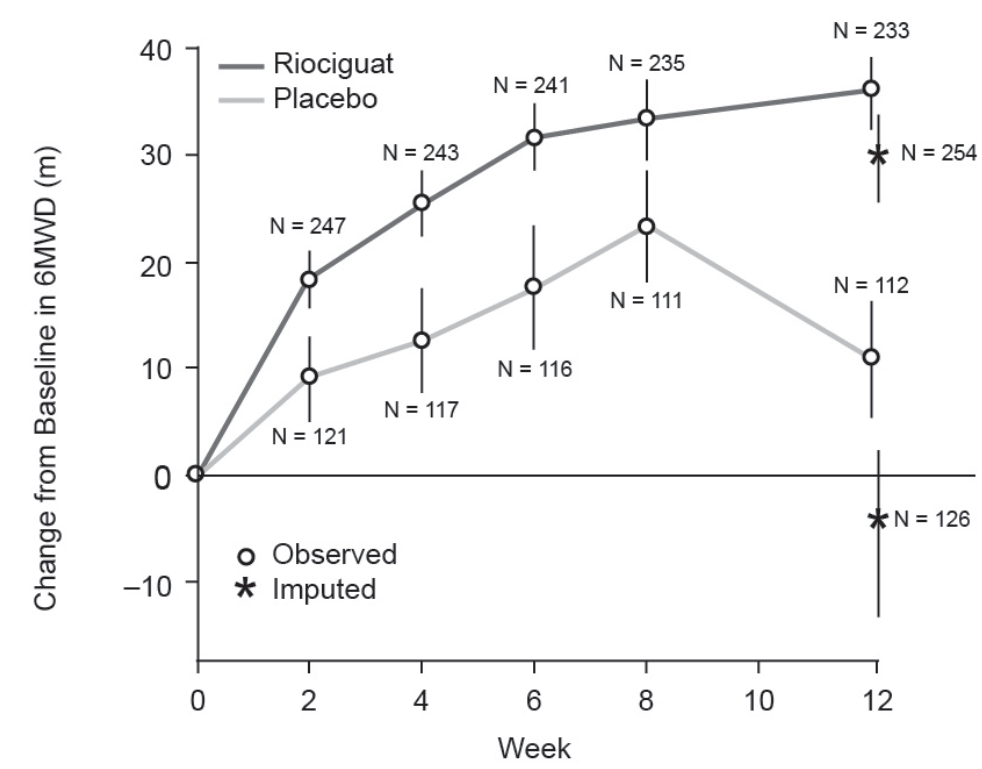 N = 233
40
Riociguat
Placebo
N = 235
N = 241
N = 243
30
N = 254
N = 247
20
N = 112
N = 111
10
N = 116
N = 117
N = 121
0
N = 126
Observed
Imputed
–10
0 2 4 6 8 10 12
Week
Change from Baseline in 6MWD (m)